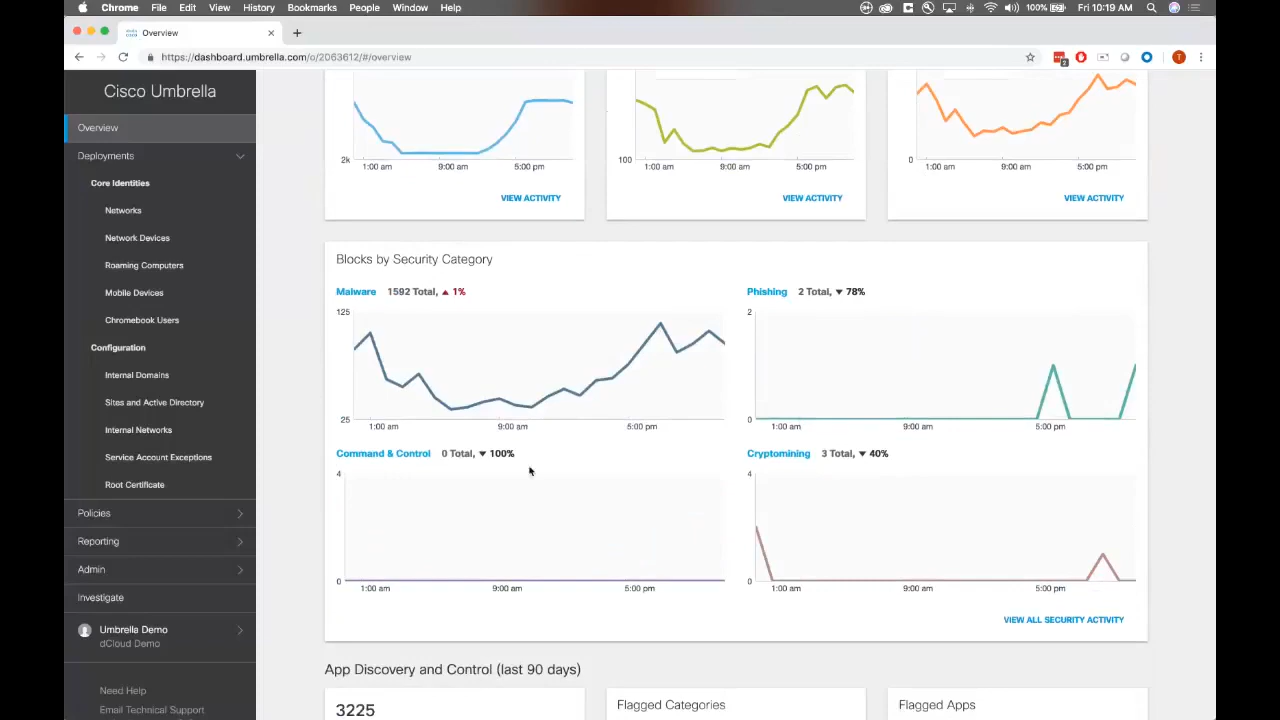 Chrome File Edit View History Bookmarks People Window Help 100% Fri 10:19 AM
Overview
https://dashboard.umbrella.com/o/2063612/#/overview
2
T
Cisco Umbrella
Overview
Deployments
Core Identities
Networks
Network Devices
Roaming Computers
Mobile Devices
Chromebook Users
Configuration
Internal Domains
Sites and Active Directory
Internal Networks
Service Account Exceptions
Root Certificate
Policies
Reporting
Admin
Investigate
Umbrella Demo
dCloud Demo
Need Help
Email Technical Support
2k
1:00 am 9:00 am 5:00 pm
VIEW ACTIVITY
100
1:00 am 9:00 am 5:00 pm
VIEW ACTIVITY
0
1:00 am 9:00 am 5:00 pm
VIEW ACTIVITY
Blocks by Security Category
Malware 1592 Total, ▲ 1%
125
25
1:00 am 9:00 am 5:00 pm
Phishing 2 Total, ▼ 78%
2
0
1:00 am 9:00 am 5:00 pm
Command & Control 0 Total, ▼ 100%
4
0
1:00 am 9:00 am 5:00 pm
Cryptomining 3 Total, ▼ 40%
4
0
1:00 am 9:00 am 5:00 pm
VIEW ALL SECURITY ACTIVITY
App Discovery and Control (last 90 days)
3225
Flagged Categories
Flagged Apps